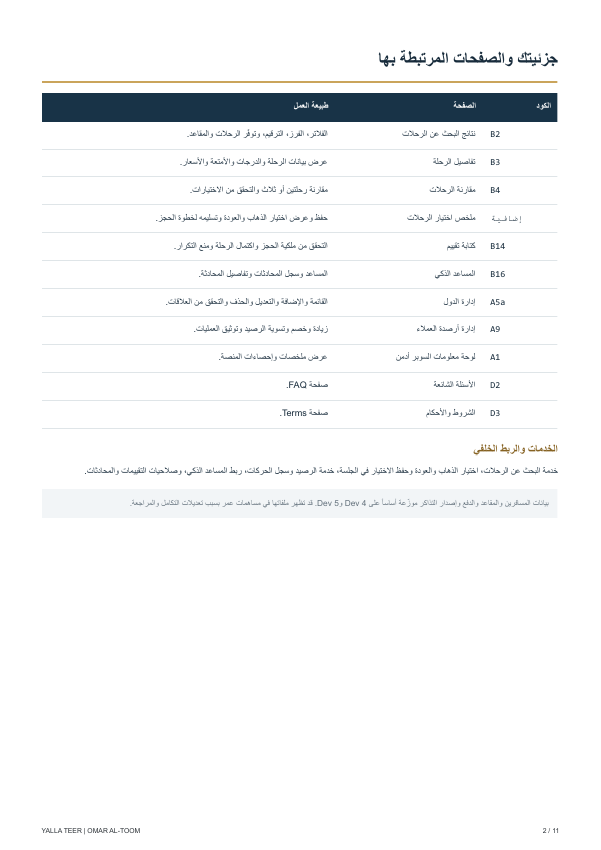 جزئيتك والصفحات المرتبطة بها
الكود الصفحة طبيعة العمل
B2 نتائج البحث عن الرحلات الفلاتر، الفرز، الترقيم، وتوفّر الرحلات والمقاعد.
B3 تفاصيل الرحلة عرض بيانات الرحلة والدرجات والأمتعة والأسعار.
B4 مقارنة الرحلات مقارنة رحلتين أو ثلاث والتحقق من الاختيارات.
إضافية ملخص اختيار الرحلات حفظ وعرض اختيار الذهاب والعودة وتسليمه لخطوة الحجز.
B14 كتابة تقييم التحقق من ملكية الحجز واكتمال الرحلة ومنع التكرار.
B16 المساعد الذكي المساعد وسجل المحادثات وتفاصيل المحادثة.
A5a إدارة الدول القائمة والإضافة والتعديل والحذف والتحقق من العلاقات.
A9 إدارة أرصدة العملاء زيادة وخصم وتسوية الرصيد وتوثيق العمليات.
A1 لوحة معلومات السوبر أدمن عرض ملخصات وإحصاءات المنصة.
D2 الأسئلة الشائعة صفحة FAQ.
D3 الشروط والأحكام صفحة Terms.
الخدمات والربط الخلفي
خدمة البحث عن الرحلات، اختيار الذهاب والعودة وحفظ الاختيار في الجلسة، خدمة الرصيد وسجل الحركات، ربط المساعد الذكي، وصلاحيات التقييمات والمحادثات.
بيانات المسافرين والمقاعد والدفع وإصدار التذاكر موزّعة أساساً على Dev 4 وDev 5. قد تظهر ملفاتها في مساهمات عمر بسبب تعديلات التكامل والمراجعة.
YALLA TEER | OMAR AL-TOOM 2 / 11